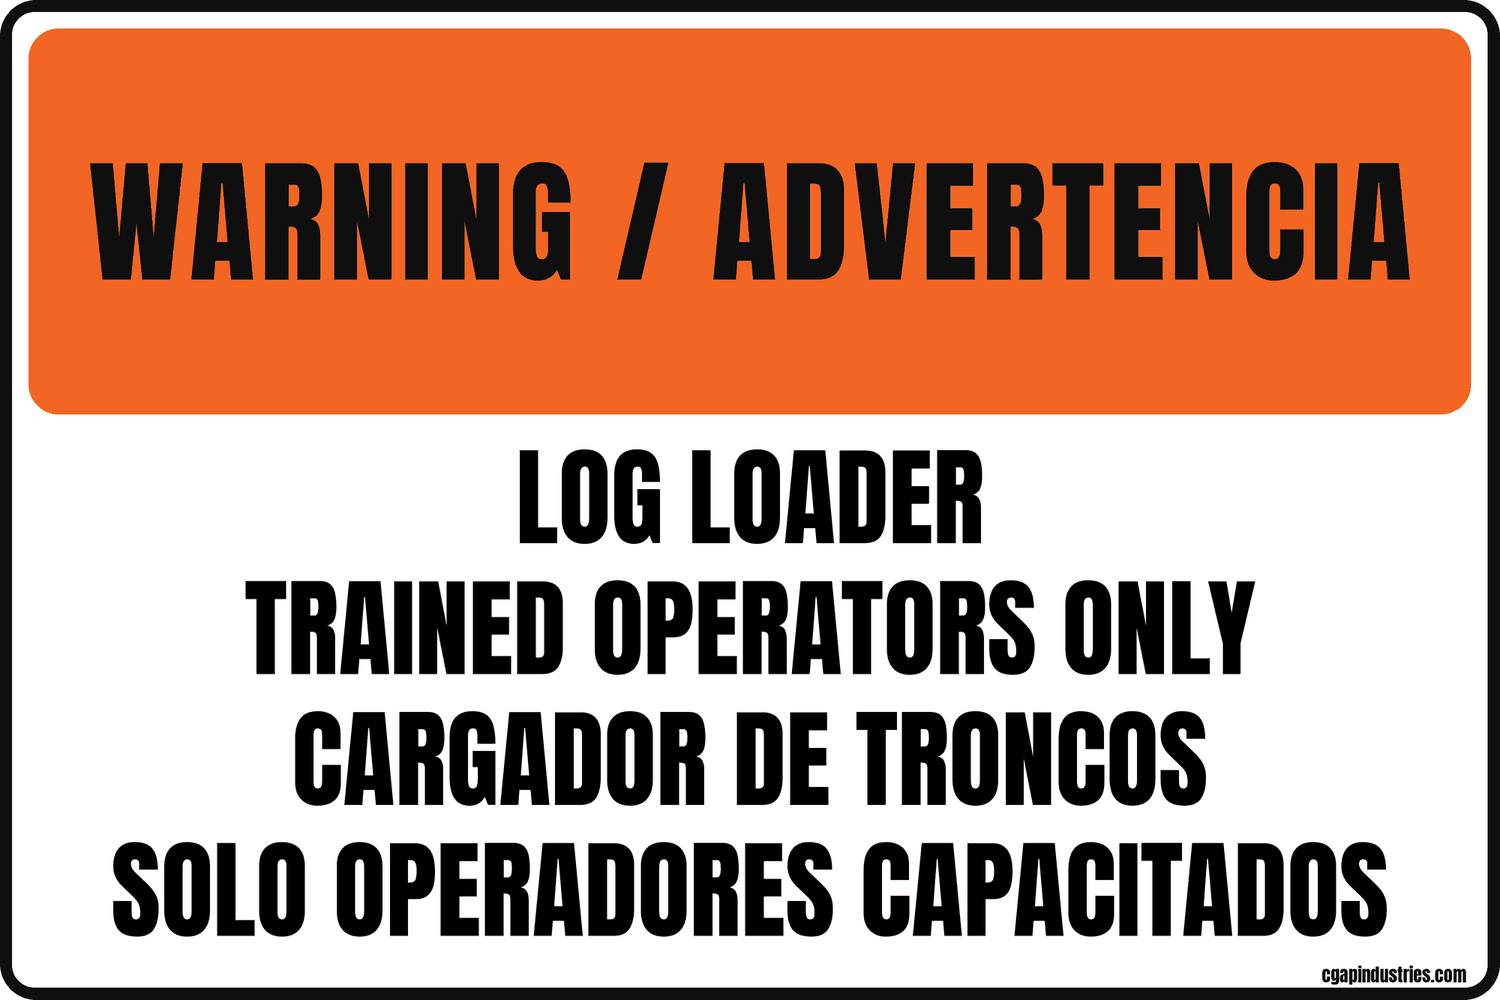 WARNING / ADVERTENCIA
LOG LOADER
TRAINED OPERATORS ONLY
CARGADOR DE TRONCOS
SOLO OPERADORES CAPACITADOS
cgapindustries.com